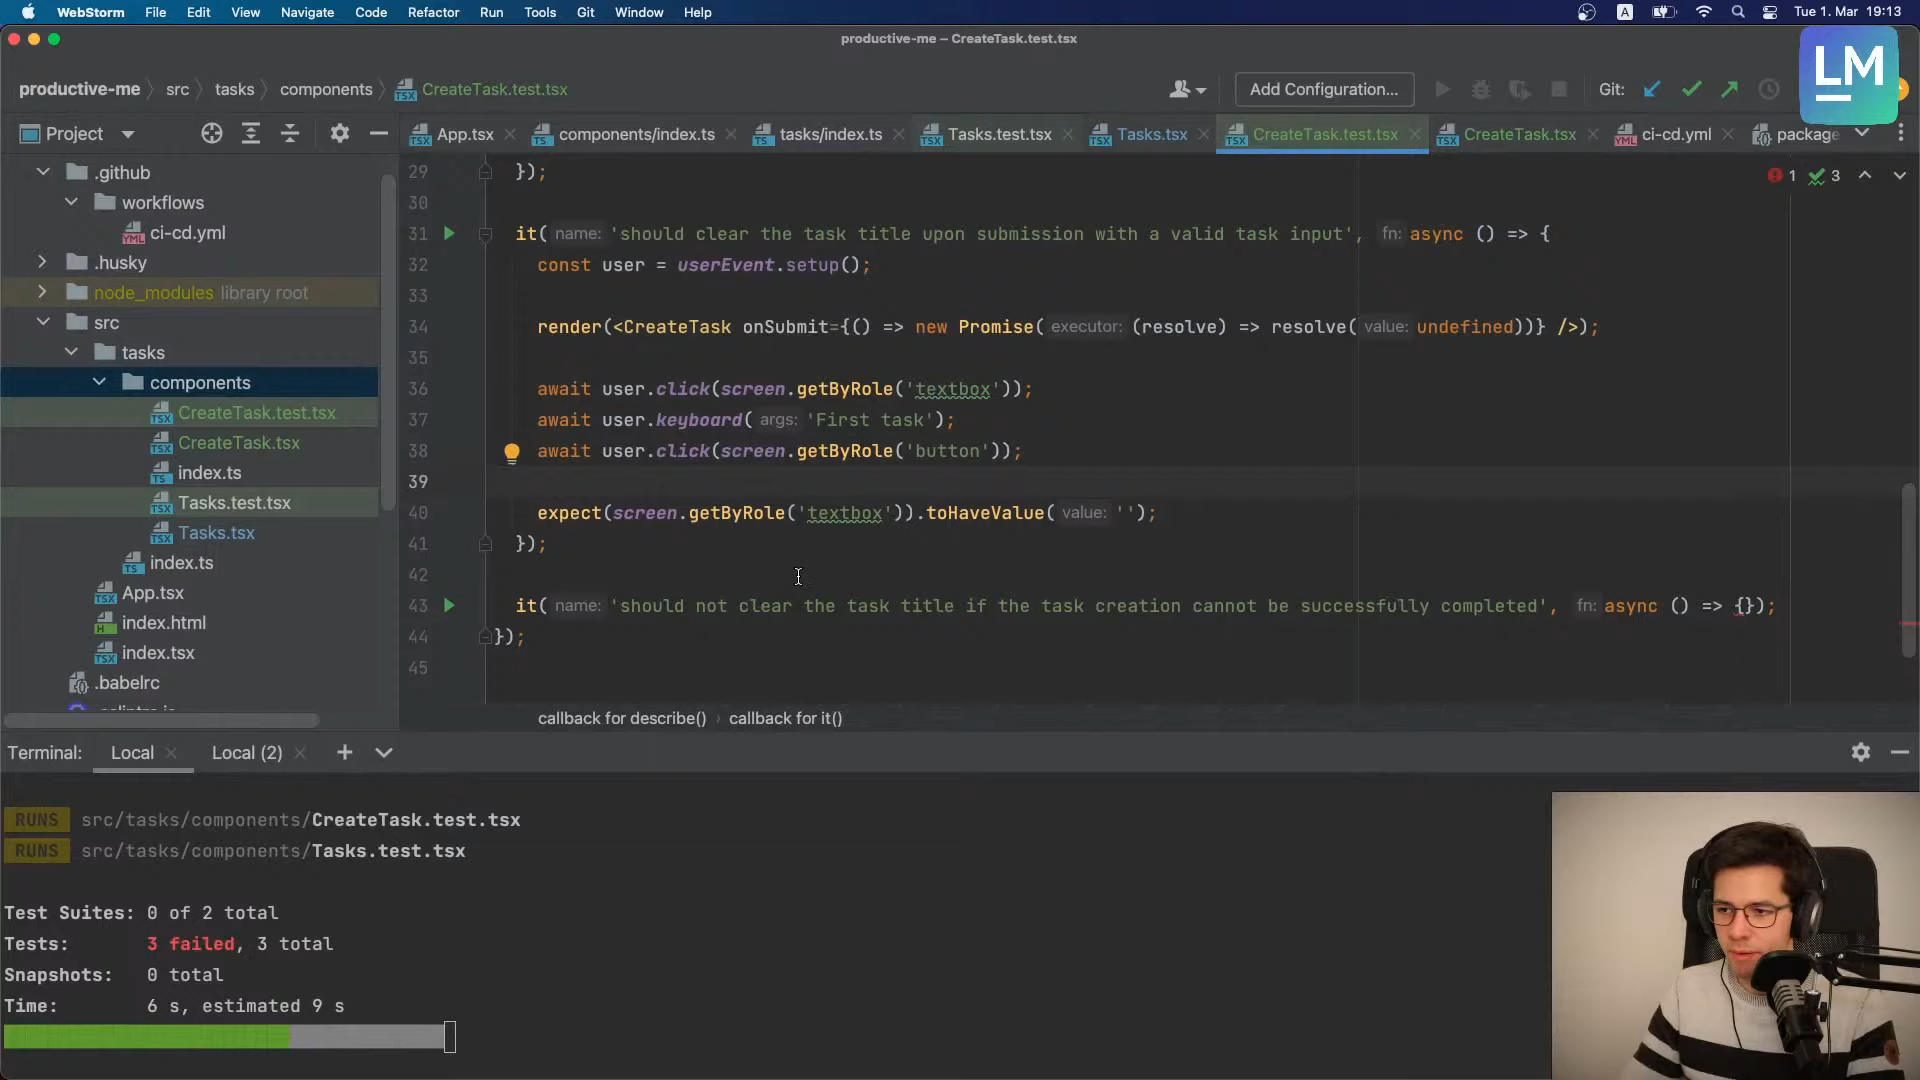 WebStorm File Edit View Navigate Code Refactor Run Tools Git Window Help
A Tue 1. Mar 19:13
productive-me – CreateTask.test.tsx
LM
productive-me src tasks components CreateTask.test.tsx
Add Configuration... Git:
Project
App.tsx components/index.ts tasks/index.ts Tasks.test.tsx Tasks.tsx CreateTask.test.tsx CreateTask.tsx ci-cd.yml package
.github
workflows
ci-cd.yml
.husky
node_modules library root
src
tasks
components
CreateTask.test.tsx
CreateTask.tsx
index.ts
Tasks.test.tsx
Tasks.tsx
index.ts
App.tsx
index.html
index.tsx
.babelrc
1 3
29 });
30
31 it( name: 'should clear the task title upon submission with a valid task input', fn: async () => {
32 const user = userEvent.setup();
33
34 render(<CreateTask onSubmit={() => new Promise( executor: (resolve) => resolve( value: undefined))} />);
35
36 await user.click(screen.getByRole('textbox'));
37 await user.keyboard( args: 'First task');
38 await user.click(screen.getByRole('button'));
39
40 expect(screen.getByRole('textbox')).toHaveValue( value: '');
41 });
42
43 it( name: 'should not clear the task title if the task creation cannot be successfully completed', fn: async () => {});
44 });
45
callback for describe() › callback for it()
Terminal: Local Local (2)
RUNS src/tasks/components/CreateTask.test.tsx
RUNS src/tasks/components/Tasks.test.tsx
Test Suites: 0 of 2 total
Tests: 3 failed, 3 total
Snapshots: 0 total
Time: 6 s, estimated 9 s